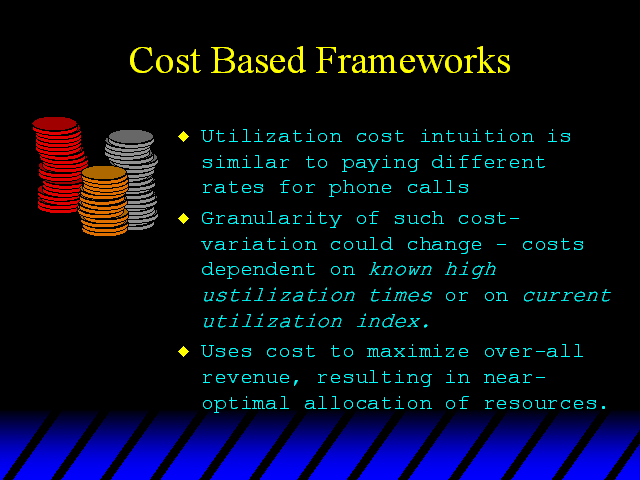 Cost Based Frameworks
Utilization cost intuition is
similar to paying different
rates for phone calls
Granularity of such cost-
variation could change - costs
dependent on known high
ustilization times or on current
utilization index.
Uses cost to maximize over-all
revenue, resulting in near-
optimal allocation of resources.